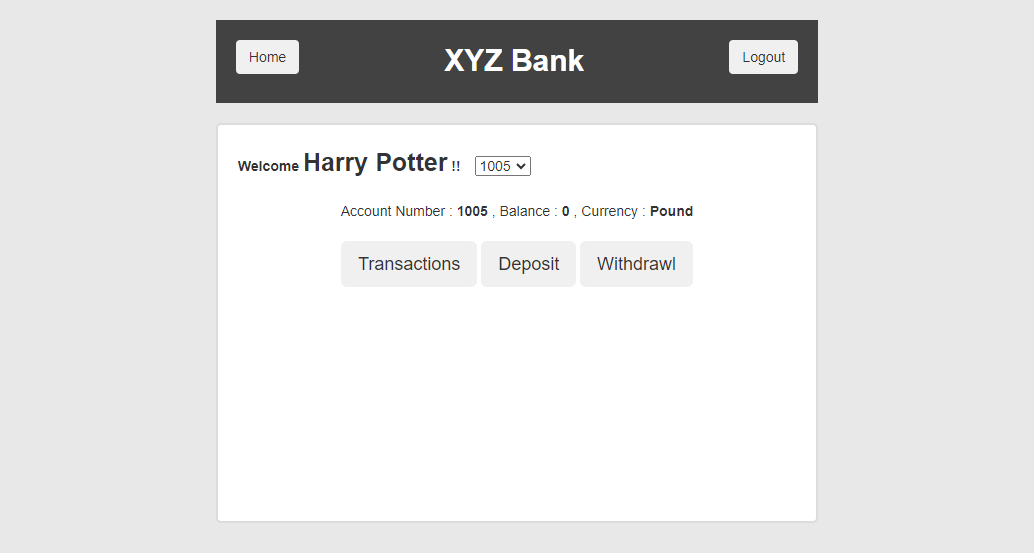 Home
XYZ Bank
Logout
Welcome Harry Potter !! 1005
Account Number : 1005 , Balance : 0 , Currency : Pound
Transactions
Deposit
Withdrawl